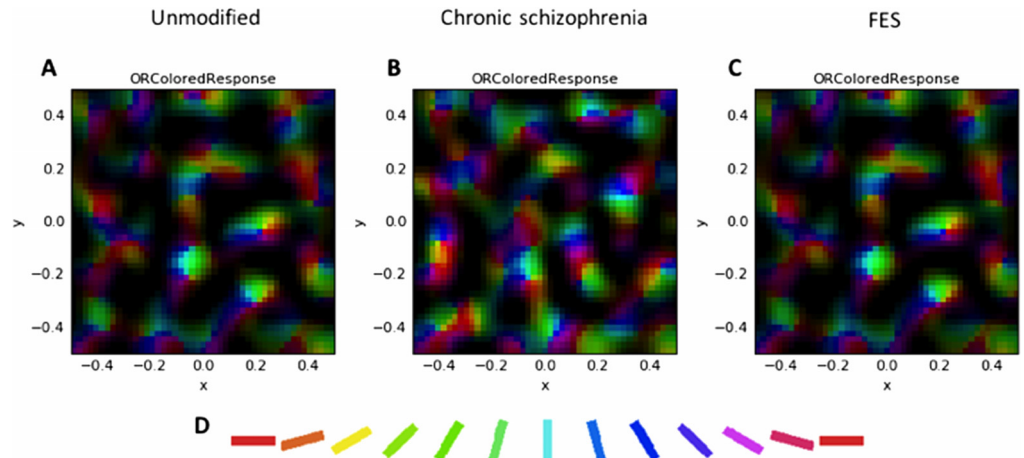 Unmodified
Chronic schizophrenia
FES
A
B
C
ORColoredResponse
ORColoredResponse
ORColoredResponse
0.4
0.2
0.0
−0.2
−0.4
y
−0.4 −0.2 0.0 0.2 0.4
x
0.4
0.2
0.0
−0.2
−0.4
y
−0.4 −0.2 0.0 0.2 0.4
x
0.4
0.2
0.0
−0.2
−0.4
y
−0.4 −0.2 0.0 0.2 0.4
x
D